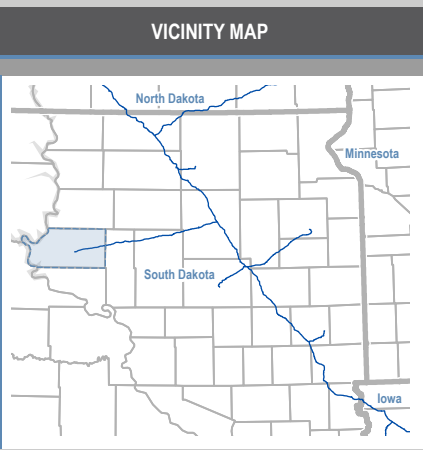 VICINITY MAP
North Dakota
Minnesota
South Dakota
Iowa